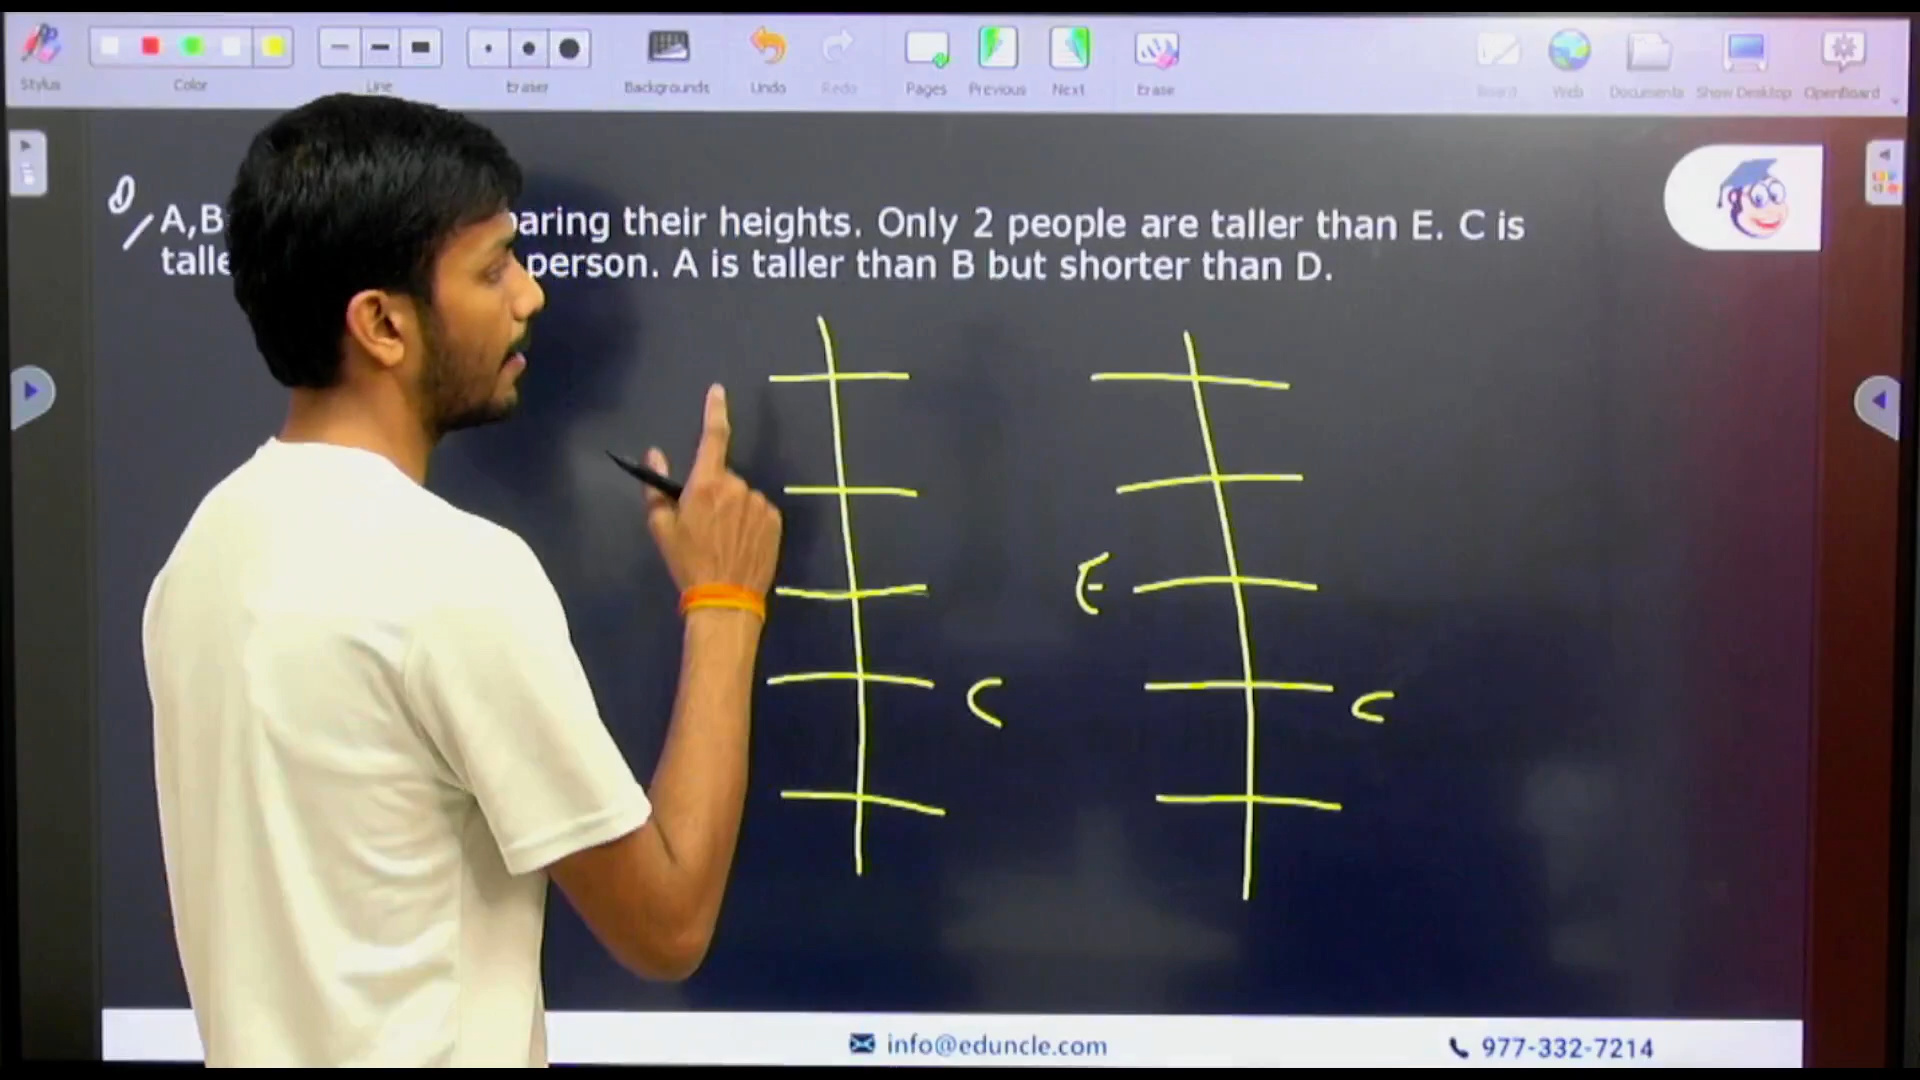 Stylus
Color
Line
Eraser
Backgrounds
Undo
Redo
Pages
Previous
Next
Erase
Board
Web
Documents
Show Desktop
OpenBoard
A,B aring their heights. Only 2 people are taller than E. C is
talle person. A is taller than B but shorter than D.
E
C
C
info@eduncle.com
977-332-7214